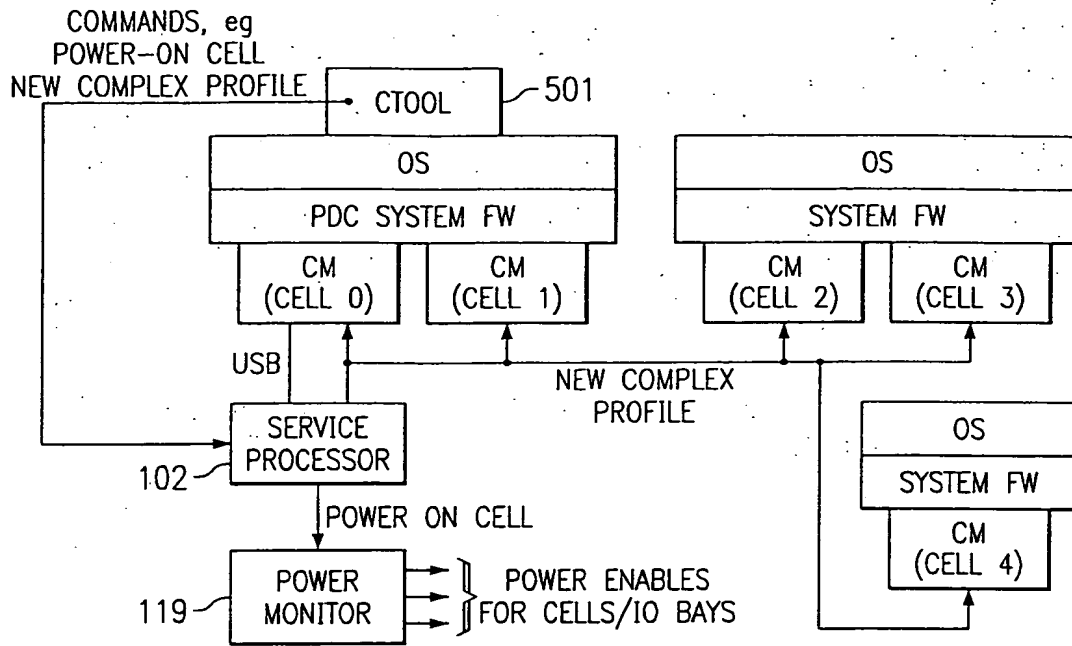 COMMANDS, eg
POWER-ON CELL
NEW COMPLEX PROFILE
CTOOL
501
OS
PDC SYSTEM FW
CM
(CELL 0)
CM
(CELL 1)
OS
SYSTEM FW
CM
(CELL 2)
CM
(CELL 3)
USB
NEW COMPLEX
PROFILE
SERVICE
PROCESSOR
102
POWER ON CELL
POWER
MONITOR
119
POWER ENABLES
FOR CELLS/IO BAYS
OS
SYSTEM FW
CM
(CELL 4)